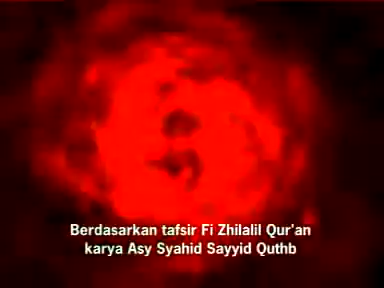 Berdasarkan tafsir Fi Zhilalil Qur'an
karya Asy Syahid Sayyid Quthb